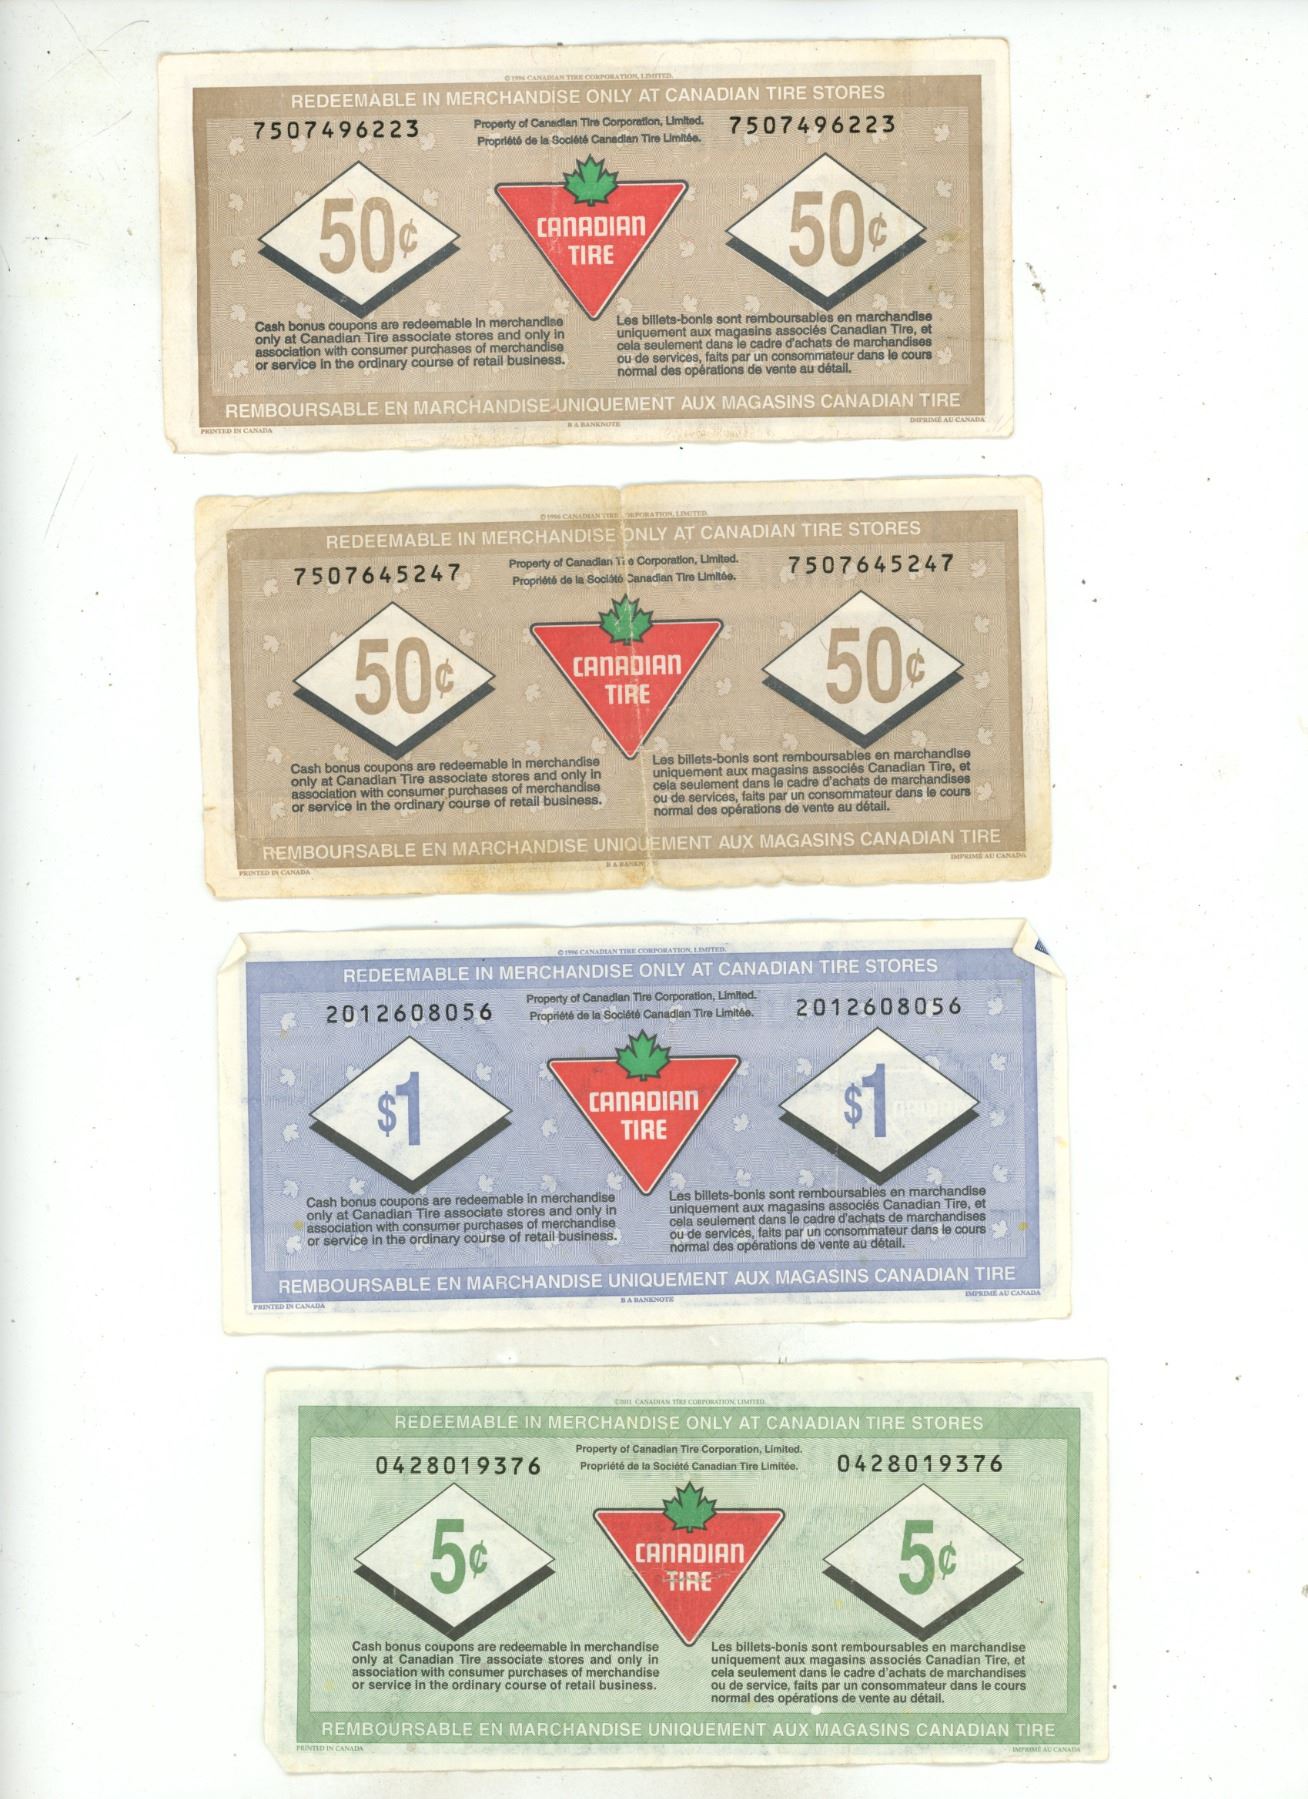 ©1996 CANADIAN TIRE CORPORATION, LIMITED.
REDEEMABLE IN MERCHANDISE ONLY AT CANADIAN TIRE STORES
7507496223
Property of Canadian Tire Corporation, Limited.
Propriété de la Société Canadian Tire Limitée.
7507496223
50¢
CANADIAN
TIRE
50¢
Cash bonus coupons are redeemable in merchandise
only at Canadian Tire associate stores and only in
association with consumer purchases of merchandise
or service in the ordinary course of retail business.
Les billets-bonis sont remboursables en marchandise
uniquement aux magasins associés Canadian Tire, et
cela seulement dans le cadre d'achats de marchandises
ou de services, faits par un consommateur dans le cours
normal des opérations de vente au détail.
REMBOURSABLE EN MARCHANDISE UNIQUEMENT AUX MAGASINS CANADIAN TIRE
PRINTED IN CANADA
B A BANKNOTE
IMPRIMÉ AU CANADA
©1996 CANADIAN TIRE CORPORATION, LIMITED.
REDEEMABLE IN MERCHANDISE ONLY AT CANADIAN TIRE STORES
7507645247
Property of Canadian Tire Corporation, Limited.
Propriété de la Société Canadian Tire Limitée.
7507645247
50¢
CANADIAN
TIRE
50¢
Cash bonus coupons are redeemable in merchandise
only at Canadian Tire associate stores and only in
association with consumer purchases of merchandise
or service in the ordinary course of retail business.
Les billets-bonis sont remboursables en marchandise
uniquement aux magasins associés Canadian Tire, et
cela seulement dans le cadre d'achats de marchandises
ou de services, faits par un consommateur dans le cours
normal des opérations de vente au détail.
REMBOURSABLE EN MARCHANDISE UNIQUEMENT AUX MAGASINS CANADIAN TIRE
PRINTED IN CANADA
B A BANKNOTE
IMPRIMÉ AU CANADA
©1996 CANADIAN TIRE CORPORATION, LIMITED.
REDEEMABLE IN MERCHANDISE ONLY AT CANADIAN TIRE STORES
2012608056
Property of Canadian Tire Corporation, Limited.
Propriété de la Société Canadian Tire Limitée.
2012608056
$1
CANADIAN
TIRE
$1
Cash bonus coupons are redeemable in merchandise
only at Canadian Tire associate stores and only in
association with consumer purchases of merchandise
or service in the ordinary course of retail business.
Les billets-bonis sont remboursables en marchandise
uniquement aux magasins associés Canadian Tire, et
cela seulement dans le cadre d'achats de marchandises
ou de services, faits par un consommateur dans le cours
normal des opérations de vente au détail.
REMBOURSABLE EN MARCHANDISE UNIQUEMENT AUX MAGASINS CANADIAN TIRE
PRINTED IN CANADA
B A BANKNOTE
IMPRIMÉ AU CANADA
©2011 CANADIAN TIRE CORPORATION, LIMITED.
REDEEMABLE IN MERCHANDISE ONLY AT CANADIAN TIRE STORES
0428019376
Property of Canadian Tire Corporation, Limited.
Propriété de la Société Canadian Tire Limitée.
0428019376
5¢
CANADIAN
TIRE
5¢
Cash bonus coupons are redeemable in merchandise
only at Canadian Tire associate stores and only in
association with consumer purchases of merchandise
or service in the ordinary course of retail business.
Les billets-bonis sont remboursables en marchandise
uniquement aux magasins associés Canadian Tire, et
cela seulement dans le cadre d'achats de marchandises
ou de service, faits par un consommateur dans le cours
normal des opérations de vente au détail.
REMBOURSABLE EN MARCHANDISE UNIQUEMENT AUX MAGASINS CANADIAN TIRE
PRINTED IN CANADA
IMPRIMÉ AU CANADA